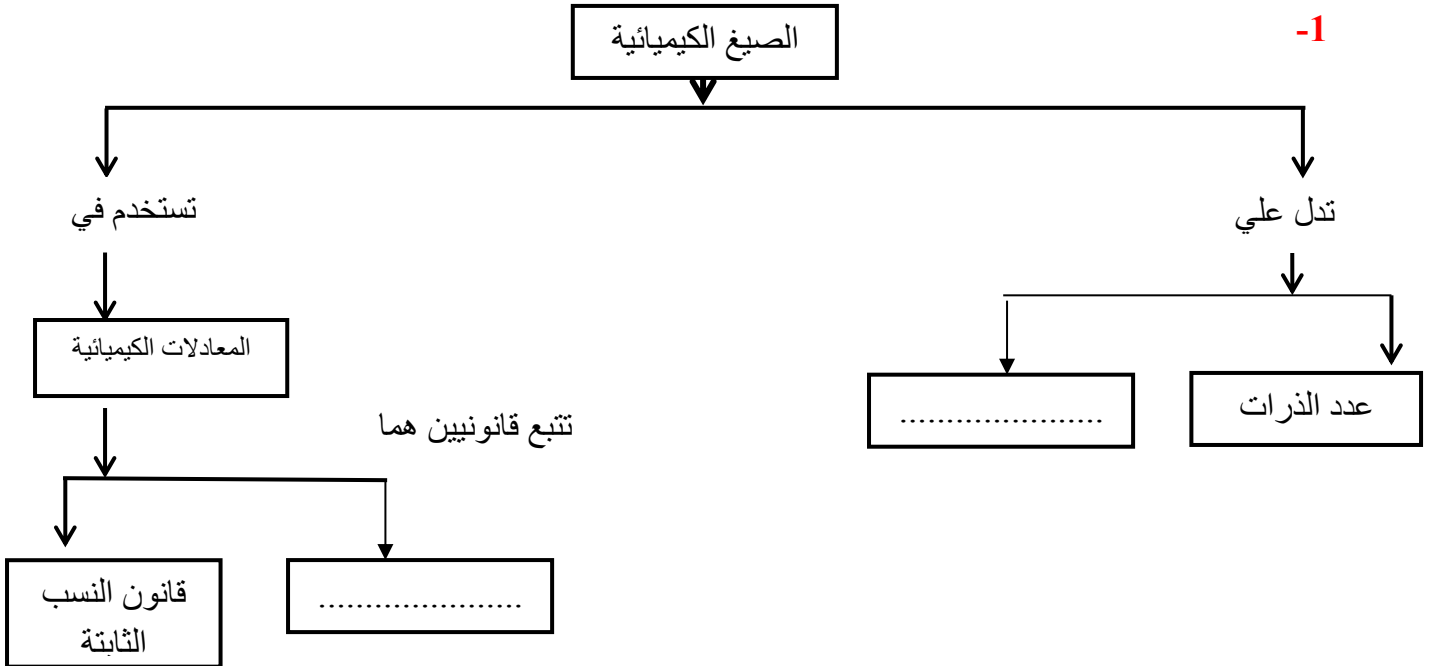 -1
الصيغ الكيميائية
تدل علي
تستخدم في
عدد الذرات
......................
المعادلات الكيميائية
تتبع قانونيين هما
......................
قانون النسب
الثابتة